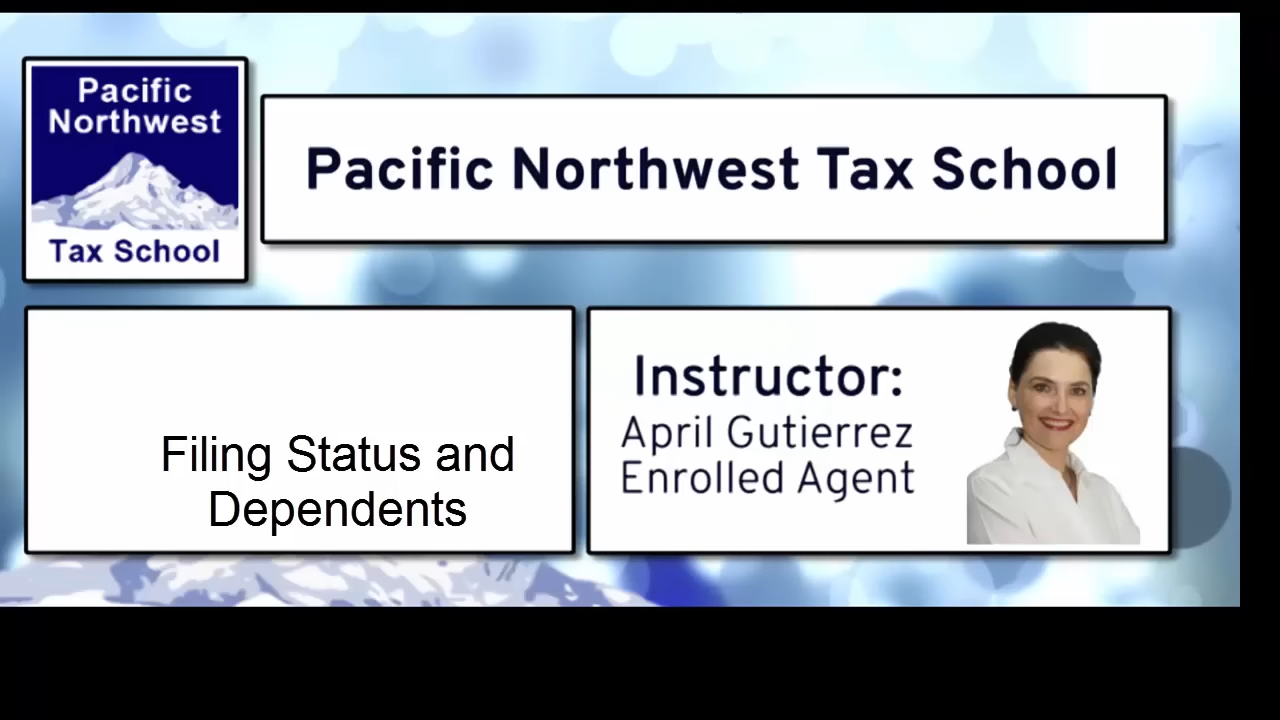 Pacific
Northwest
Tax School
Pacific Northwest Tax School
Filing Status and
Dependents
Instructor:
April Gutierrez
Enrolled Agent